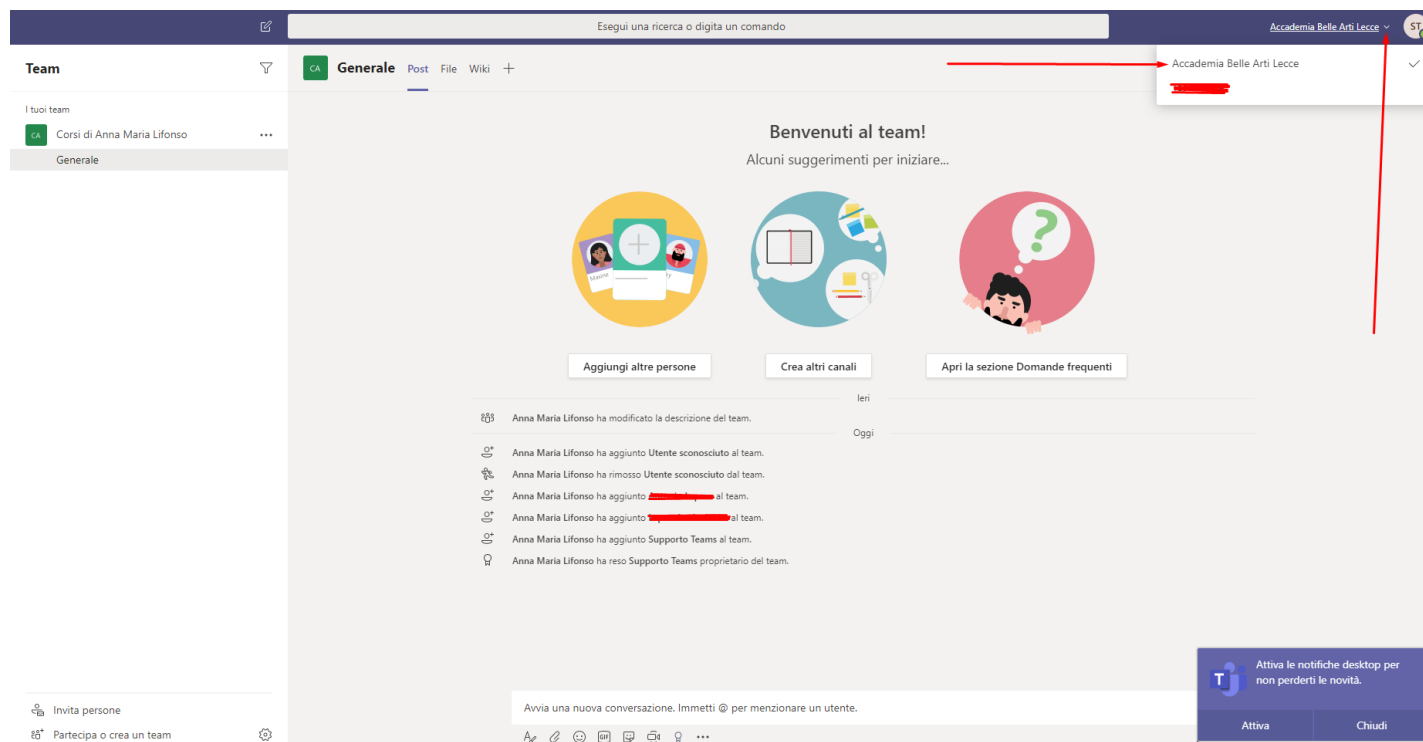 Esegui una ricerca o digita un comando
Accademia Belle Arti Lecce
ST
Team
CA
Generale Post File Wiki
Accademia Belle Arti Lecce
I tuoi team
CA Corsi di Anna Maria Lifonso
Generale
Benvenuti al team!
Alcuni suggerimenti per iniziare...
Maxine
Aggiungi altre persone
Crea altri canali
Apri la sezione Domande frequenti
Ieri
Anna Maria Lifonso ha modificato la descrizione del team.
Oggi
Anna Maria Lifonso ha aggiunto Utente sconosciuto al team.
Anna Maria Lifonso ha rimosso Utente sconosciuto dal team.
Anna Maria Lifonso ha aggiunto al team.
Anna Maria Lifonso ha aggiunto al team.
Anna Maria Lifonso ha aggiunto Supporto Teams al team.
Anna Maria Lifonso ha reso Supporto Teams proprietario del team.
T
Attiva le notifiche desktop per
non perderti le novità.
Attiva
Chiudi
Invita persone
Partecipa o crea un team
Avvia una nuova conversazione. Immetti @ per menzionare un utente.
GIF